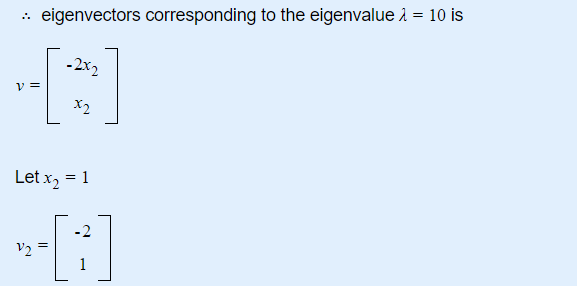 ∴ eigenvectors corresponding to the eigenvalue λ = 10 is
-2x₂
v =
x₂
Let x₂ = 1
-2
v₂ =
1